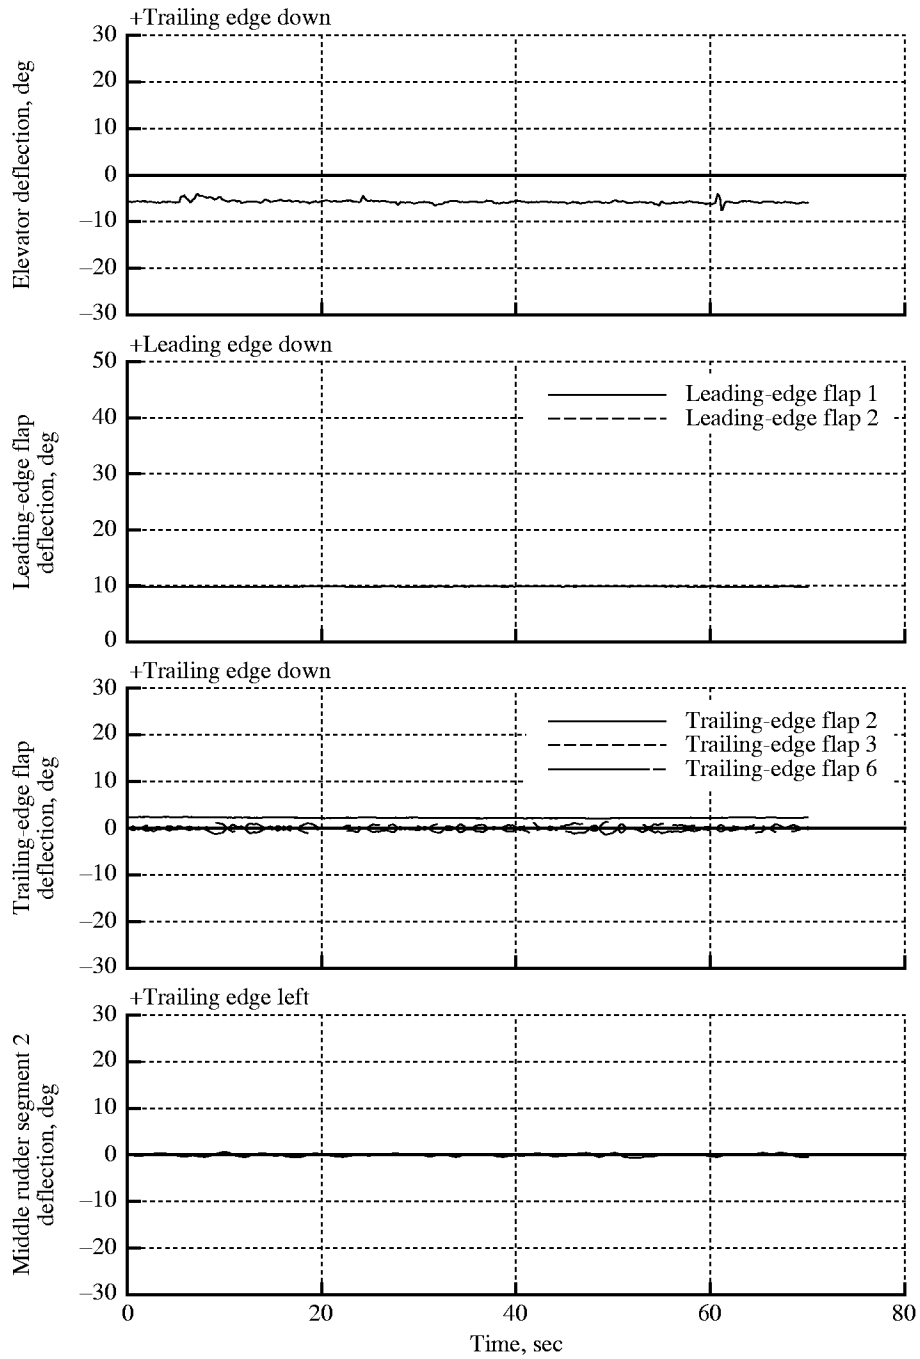 +Trailing edge down
30
20
10
0
–10
–20
–30
Elevator deflection, deg
+Leading edge down
50
40
30
20
10
0
Leading-edge flap
deflection, deg
Leading-edge flap 1
Leading-edge flap 2
+Trailing edge down
30
20
10
0
–10
–20
–30
Trailing-edge flap
deflection, deg
Trailing-edge flap 2
Trailing-edge flap 3
Trailing-edge flap 6
+Trailing edge left
30
20
10
0
–10
–20
–30
Middle rudder segment 2
deflection, deg
0 20 40 60 80
Time, sec